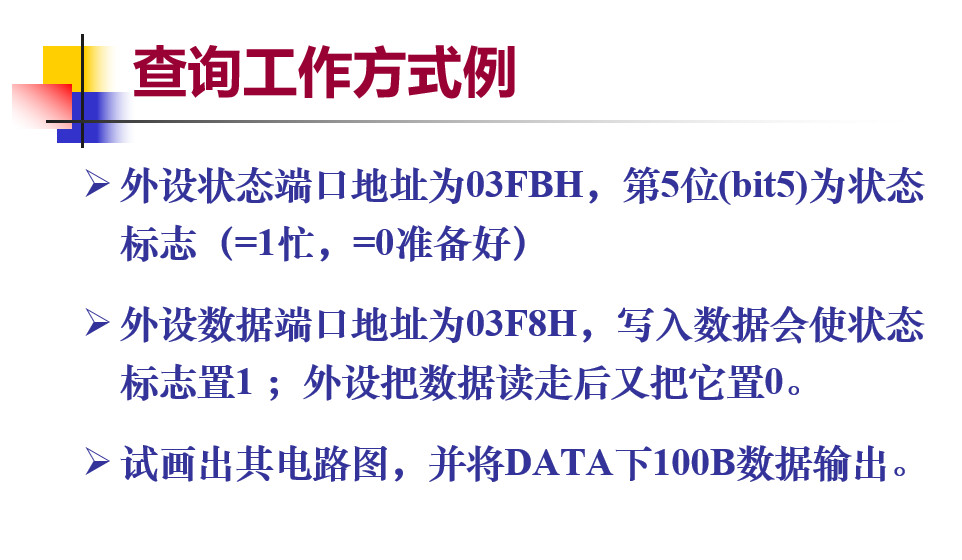 查询工作方式例
外设状态端口地址为03FBH，第5位(bit5)为状态
标志（=1忙，=0准备好）
外设数据端口地址为03F8H，写入数据会使状态
标志置1 ；外设把数据读走后又把它置0。
试画出其电路图，并将DATA下100B数据输出。